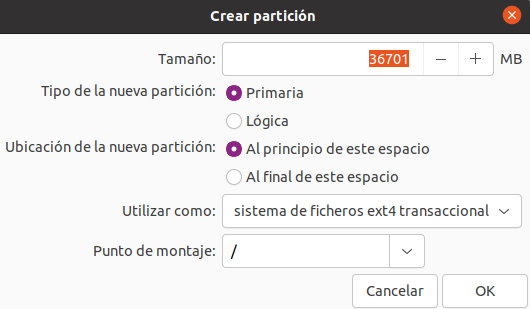 Crear partición
Tamaño: 36701 MB
Tipo de la nueva partición: Primaria
Lógica
Ubicación de la nueva partición: Al principio de este espacio
Al final de este espacio
Utilizar como: sistema de ficheros ext4 transaccional
Punto de montaje: /
Cancelar OK